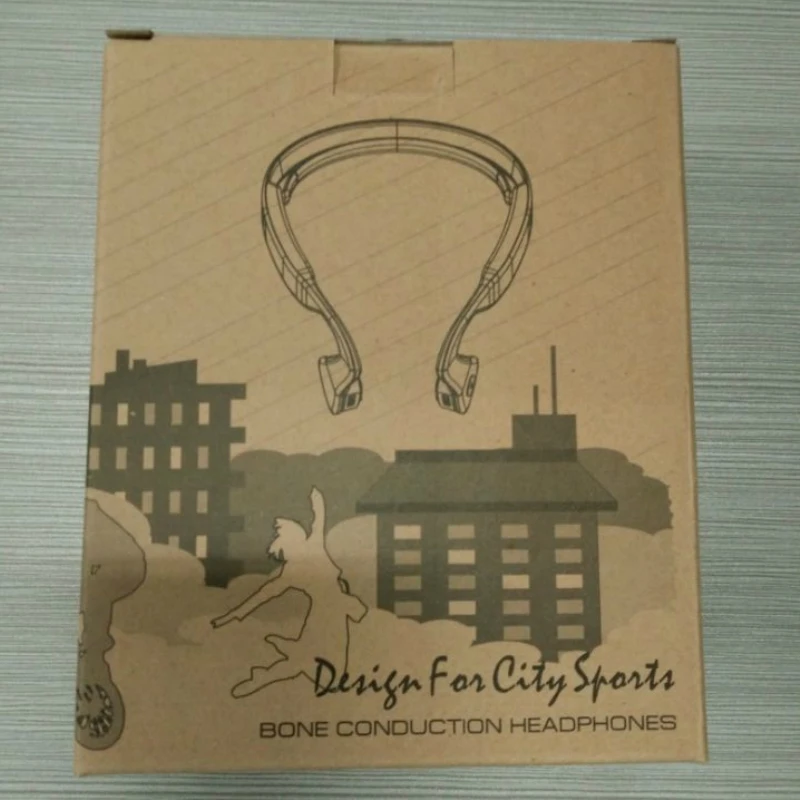 Design For City Sports
BONE CONDUCTION HEADPHONES